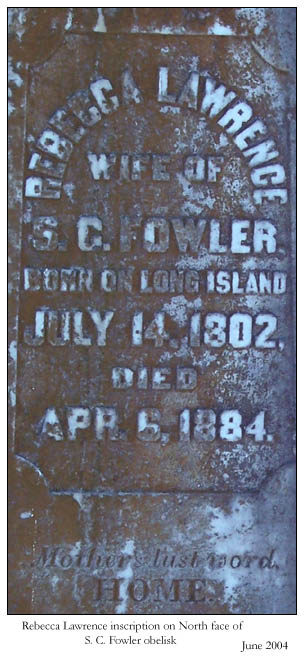 REBECCA LAWRENCE
WIFE OF
S. C. FOWLER
BORN ON LONG ISLAND
JULY 14, 1802,
DIED
APR. 6, 1884.
Mother's last word,
HOME.
Rebecca Lawrence inscription on North face of
S. C. Fowler obelisk
June 2004